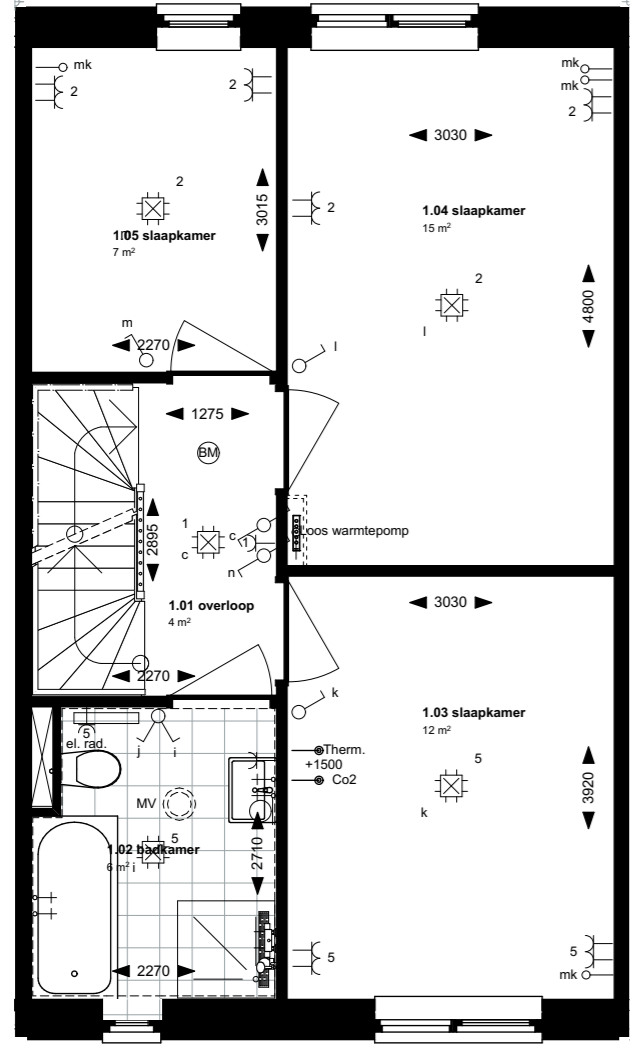 mk
2
2
mk
mk
2
3030
2
3015
1.05 slaapkamer
7 m²
2
1.04 slaapkamer
15 m²
2
4800
l
m
2270
l
1275
BM
1
c
2895
c
1
n
Loos warmtepomp
1.01 overloop
4 m²
3030
2270
k
5
el. rad.
j
i
1.03 slaapkamer
12 m²
Therm.
+1500
Co2
5
3920
k
MV
5
1.02 badkamer
6 m²
i
2710
2270
5
5
mk